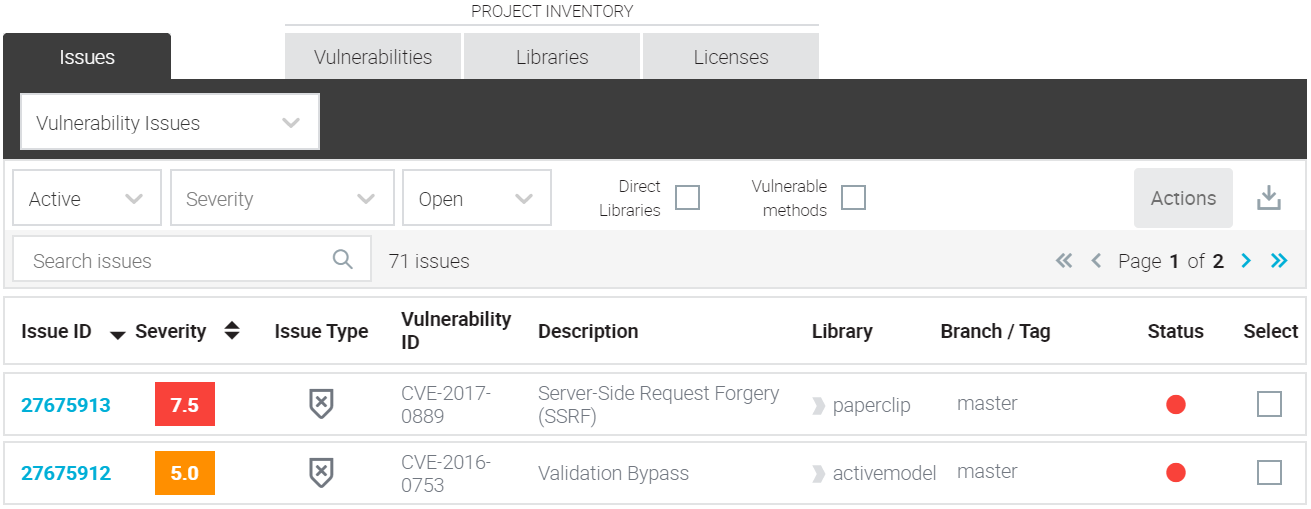 PROJECT INVENTORY
Issues
Vulnerabilities
Libraries
Licenses
Vulnerability Issues
Active
Severity
Open
Direct
Libraries
Vulnerable
methods
Actions
Search issues
71 issues
Page 1 of 2
Issue ID
Severity
Issue Type
Vulnerability
ID
Description
Library
Branch / Tag
Status
Select
27675913
7.5
CVE-2017-
0889
Server-Side Request Forgery
(SSRF)
paperclip
master
27675912
5.0
CVE-2016-
0753
Validation Bypass
activemodel
master